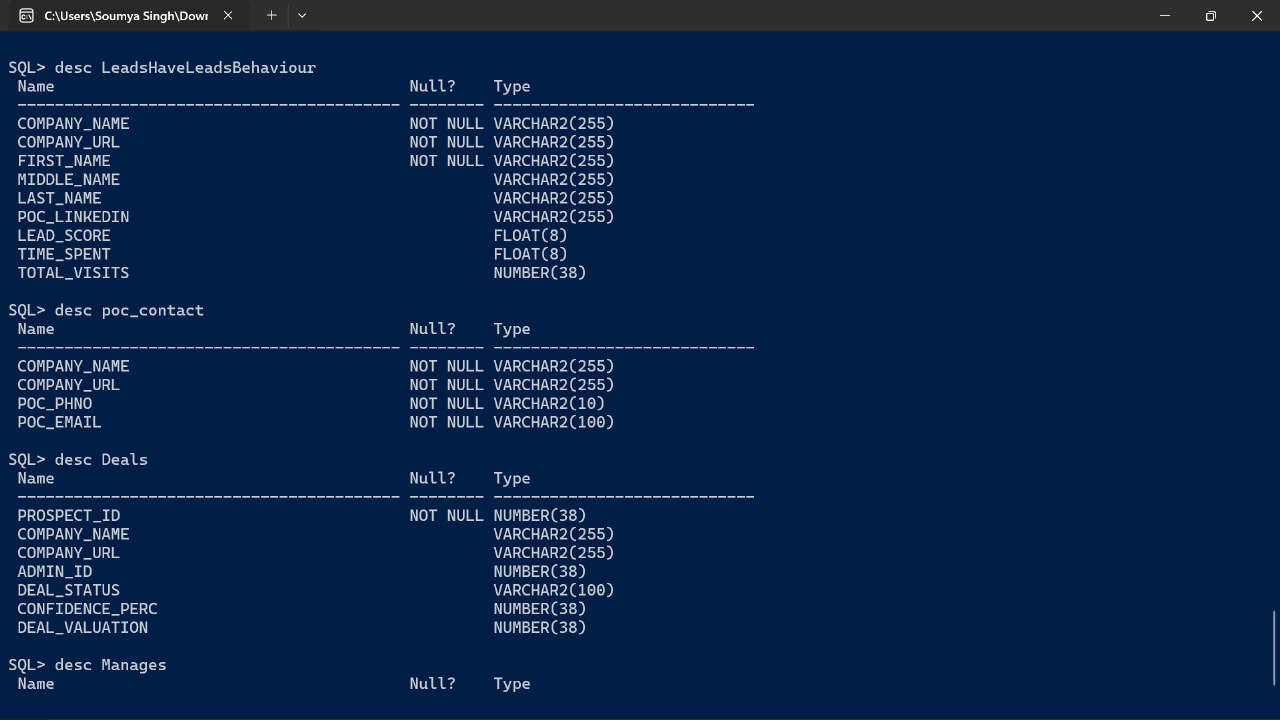 C:\Users\Soumya Singh\Dowr
SQL> desc LeadsHaveLeadsBehaviour
Name Null? Type
----------------------------------------- -------- ----------------------------
COMPANY_NAME NOT NULL VARCHAR2(255)
COMPANY_URL NOT NULL VARCHAR2(255)
FIRST_NAME NOT NULL VARCHAR2(255)
MIDDLE_NAME VARCHAR2(255)
LAST_NAME VARCHAR2(255)
POC_LINKEDIN VARCHAR2(255)
LEAD_SCORE FLOAT(8)
TIME_SPENT FLOAT(8)
TOTAL_VISITS NUMBER(38)
SQL> desc poc_contact
Name Null? Type
----------------------------------------- -------- ----------------------------
COMPANY_NAME NOT NULL VARCHAR2(255)
COMPANY_URL NOT NULL VARCHAR2(255)
POC_PHNO NOT NULL VARCHAR2(10)
POC_EMAIL NOT NULL VARCHAR2(100)
SQL> desc Deals
Name Null? Type
----------------------------------------- -------- ----------------------------
PROSPECT_ID NOT NULL NUMBER(38)
COMPANY_NAME VARCHAR2(255)
COMPANY_URL VARCHAR2(255)
ADMIN_ID NUMBER(38)
DEAL_STATUS VARCHAR2(100)
CONFIDENCE_PERC NUMBER(38)
DEAL_VALUATION NUMBER(38)
SQL> desc Manages
Name Null? Type